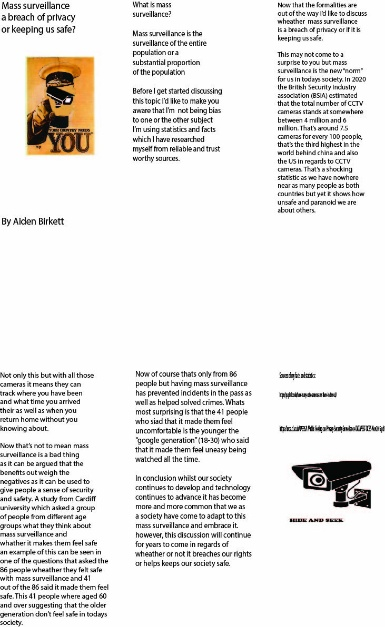 Mass surveillance
a breach of privacy
or keeping us safe?
YOU
By Aiden Birkett
What is mass
surveillance?
Mass surveillance is the
surveillance of the entire
population or a
substantial proportion
of the population
Before I get started discussing
this topic I'd like to make you
aware that I'm not being bias
to one or the other subject
I'm using statistics and facts
which I have researched
myself from reliable and trust
worthy sources.
Now that the formalities are
out of the way I'd like to discuss
wheather mass surveillance
is a breach of privacy or if it is
keeping us safe.
This may not come to a
surprise to you but mass
surveillance is the new "norm"
for us in todays society. In 2020
the British Security Industry
association (BSIA) estimated
that the total number of CCTV
cameras stands at somewhere
between 4 million and 6
million. That's around 7.5
cameras for every 100 people,
that's the third highest in the
world behind china and also
the US in regards to CCTV
cameras. That's a shocking
statistic as we have nowhere
near as many people as both
countries but yet it shows how
unsafe and paranoid we are
about others.
Not only this but with all those
cameras it means they can
track where you have been
and what time you arrived
their as well as when you
return home without you
knowing about.
Now that's not to mean mass
surveillance is a bad thing
as it can be argued that the
benefits out weigh the
negatives as it can be used to
give people a sense of security
and safety. A study from Cardiff
university which asked a group
of people from different age
groups what they think about
mass surveillance and
whather it makes them feel safe
an example of this can be seen in
one of the questions that asked the
86 people wheather they felt safe
with mass surveillance and 41
out of the 86 said it made them feel
safe. This 41 people where aged 60
and over suggesting that the older
generation don't feel safe in todays
society.
Now of course thats only from 86
people but having mass surveillance
has prevented incidents in the pass as
well as helped solved crimes. Whats
most surprising is that the 41 people
who siad that it made them feel
uncomfortable is the younger the
"google generation" (18-30) who said
that it made them feel uneasy being
watched all the time.
In conclusion whilst our society
continues to develop and technology
continues to advance it has become
more and more common that we as
a society have come to adapt to this
mass surveillance and embrace it.
however, this discussion will continue
for years to come in regards of
wheather or not it breaches our rights
or helps keeps our society safe.
HIDE AND SEEK